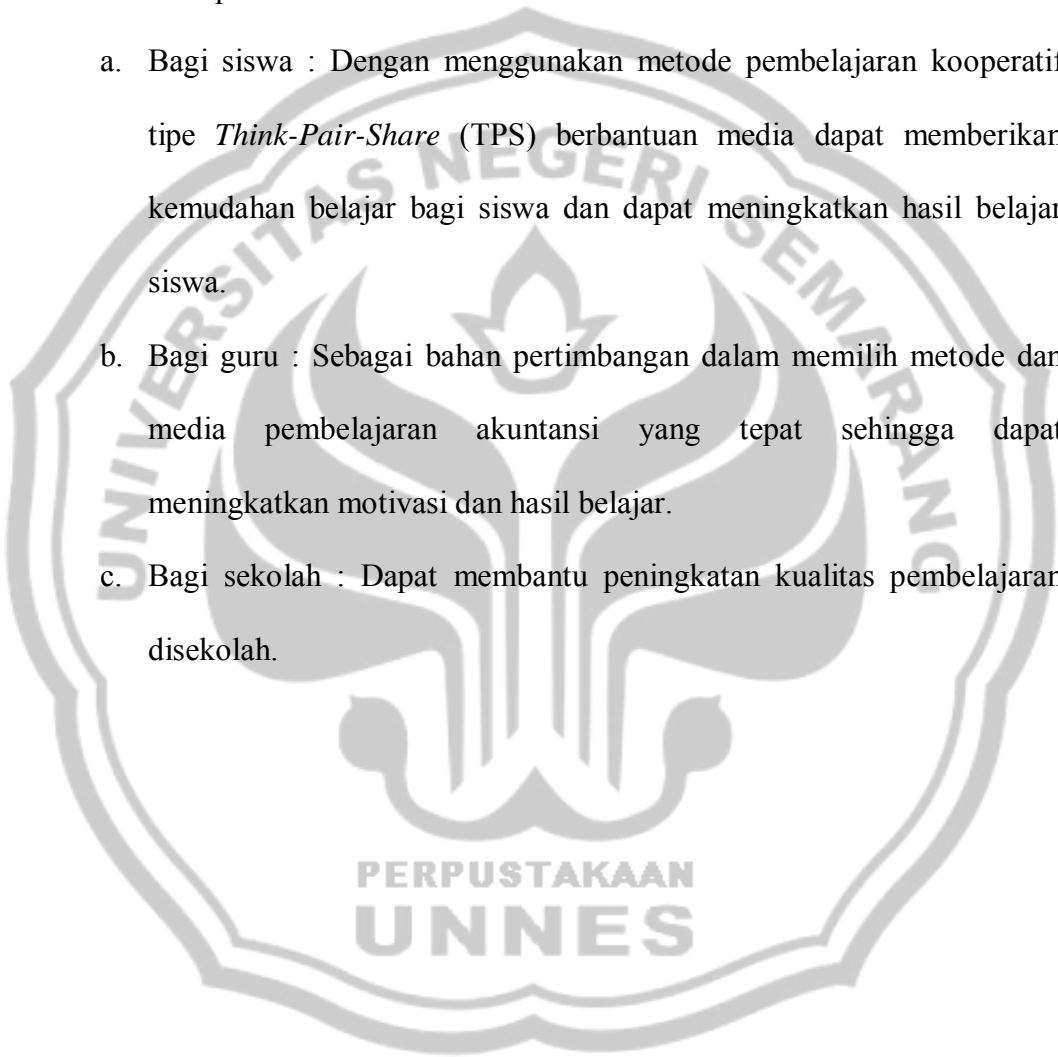 a. Bagi siswa : Dengan menggunakan metode pembelajaran kooperatif
tipe Think-Pair-Share (TPS) berbantuan media dapat memberikan
kemudahan belajar bagi siswa dan dapat meningkatkan hasil belajar
siswa.
b. Bagi guru : Sebagai bahan pertimbangan dalam memilih metode dan
media pembelajaran akuntansi yang tepat sehingga dapat
meningkatkan motivasi dan hasil belajar.
c. Bagi sekolah : Dapat membantu peningkatan kualitas pembelajaran
disekolah.
UNIVERSITAS NEGERI SEMARANG
PERPUSTAKAAN
UNNES